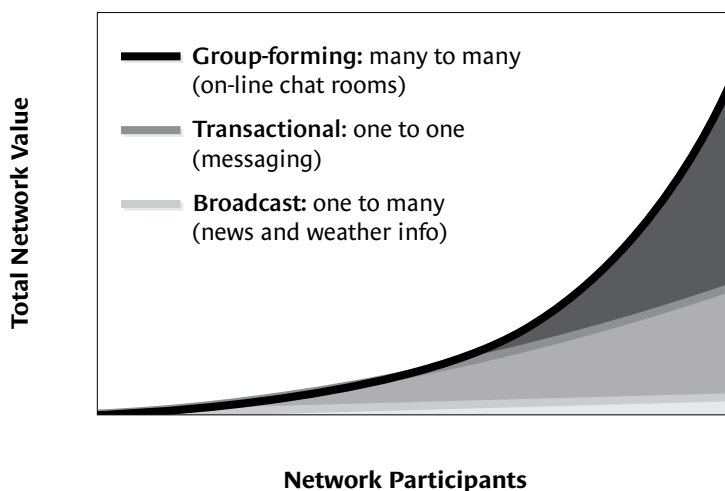 Group-forming: many to many
(on-line chat rooms)
Transactional: one to one
(messaging)
Broadcast: one to many
(news and weather info)
Total Network Value
Network Participants